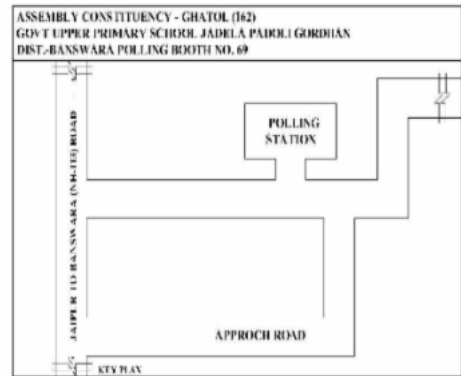 ASSEMBLY CONSTITUENCY - GHATOL (162)
GOVT UPPER PRIMARY SCHOOL JADELA PADOLI GORDHAN
DIST.-BANSWARA POLLING BOOTH NO. 69
POLLING
STATION
JAIPUR TO BANSWARA (NH-113) ROAD
APPROCH ROAD
KEY PLAN